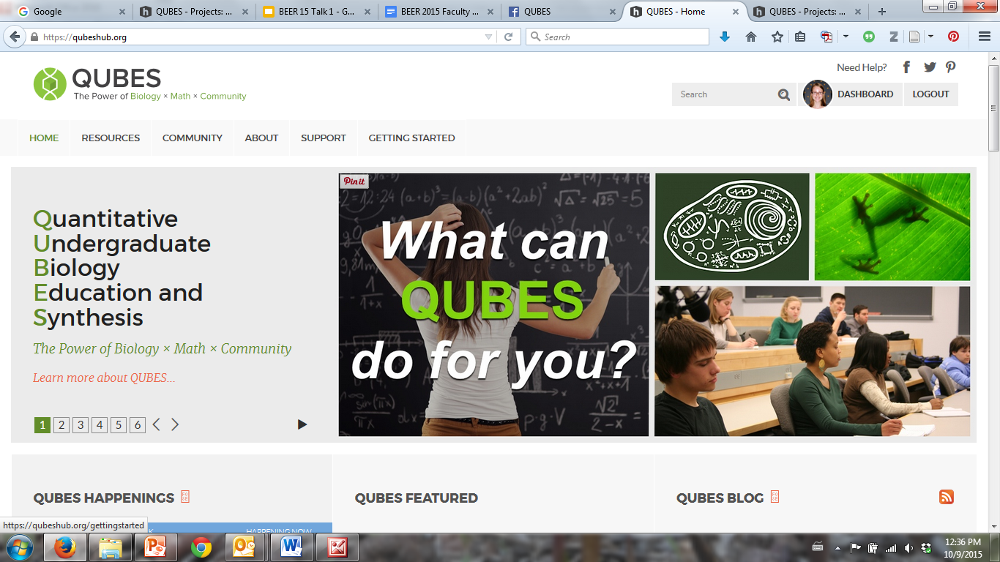 Google
QUBES - Projects: ...
BEER 15 Talk 1 - G...
BEER 2015 Faculty ...
QUBES
QUBES - Home
QUBES - Projects: ...
https://qubeshub.org
Search
QUBES
The Power of Biology × Math × Community
Need Help?
Search
DASHBOARD
LOGOUT
HOME
RESOURCES
COMMUNITY
ABOUT
SUPPORT
GETTING STARTED
Quantitative
Undergraduate
Biology
Education and
Synthesis
The Power of Biology × Math × Community
Learn more about QUBES...
1 2 3 4 5 6
Pin it
What can
QUBES
do for you?
QUBES HAPPENINGS
QUBES FEATURED
QUBES BLOG
HAPPENING NOW
https://qubeshub.org/gettingstarted
12:36 PM
10/9/2015